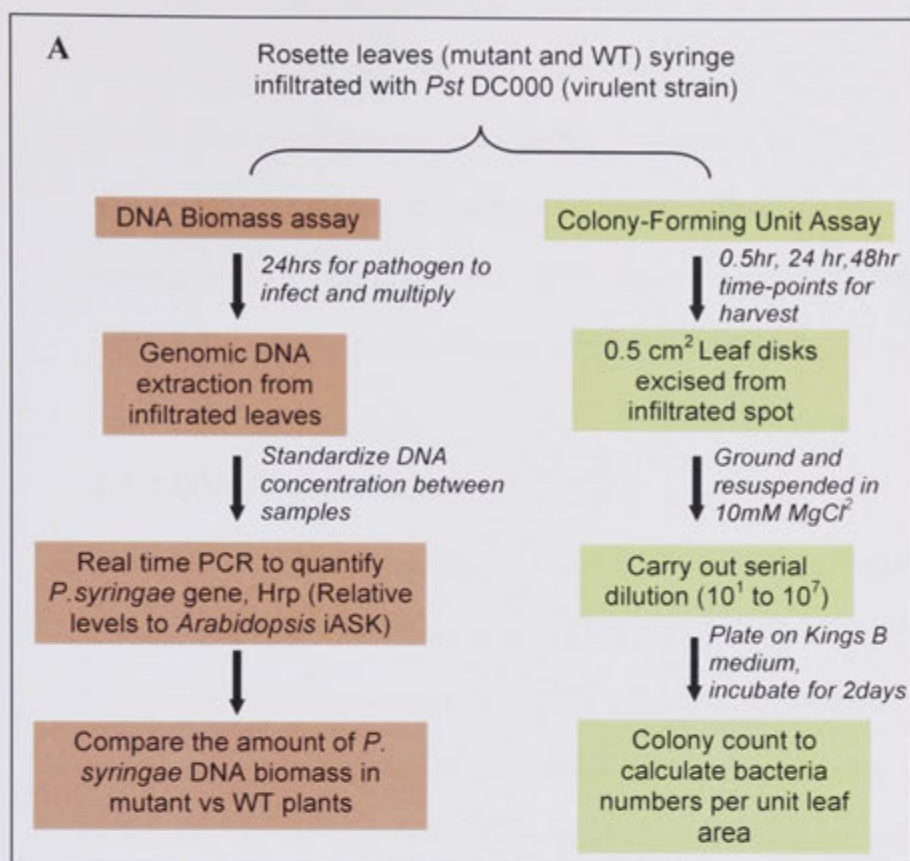 A
Rosette leaves (mutant and WT) syringe
infiltrated with Pst DC000 (virulent strain)
DNA Biomass assay
24hrs for pathogen to
infect and multiply
Genomic DNA
extraction from
infiltrated leaves
Standardize DNA
concentration between
samples
Real time PCR to quantify
P.syringae gene, Hrp (Relative
levels to Arabidopsis iASK)
Compare the amount of P.
syringae DNA biomass in
mutant vs WT plants
Colony-Forming Unit Assay
0.5hr, 24 hr,48hr
time-points for
harvest
0.5 cm² Leaf disks
excised from
infiltrated spot
Ground and
resuspended in
10mM MgCl²
Carry out serial
dilution (10¹ to 10⁷)
Plate on Kings B
medium,
incubate for 2days
Colony count to
calculate bacteria
numbers per unit leaf
area